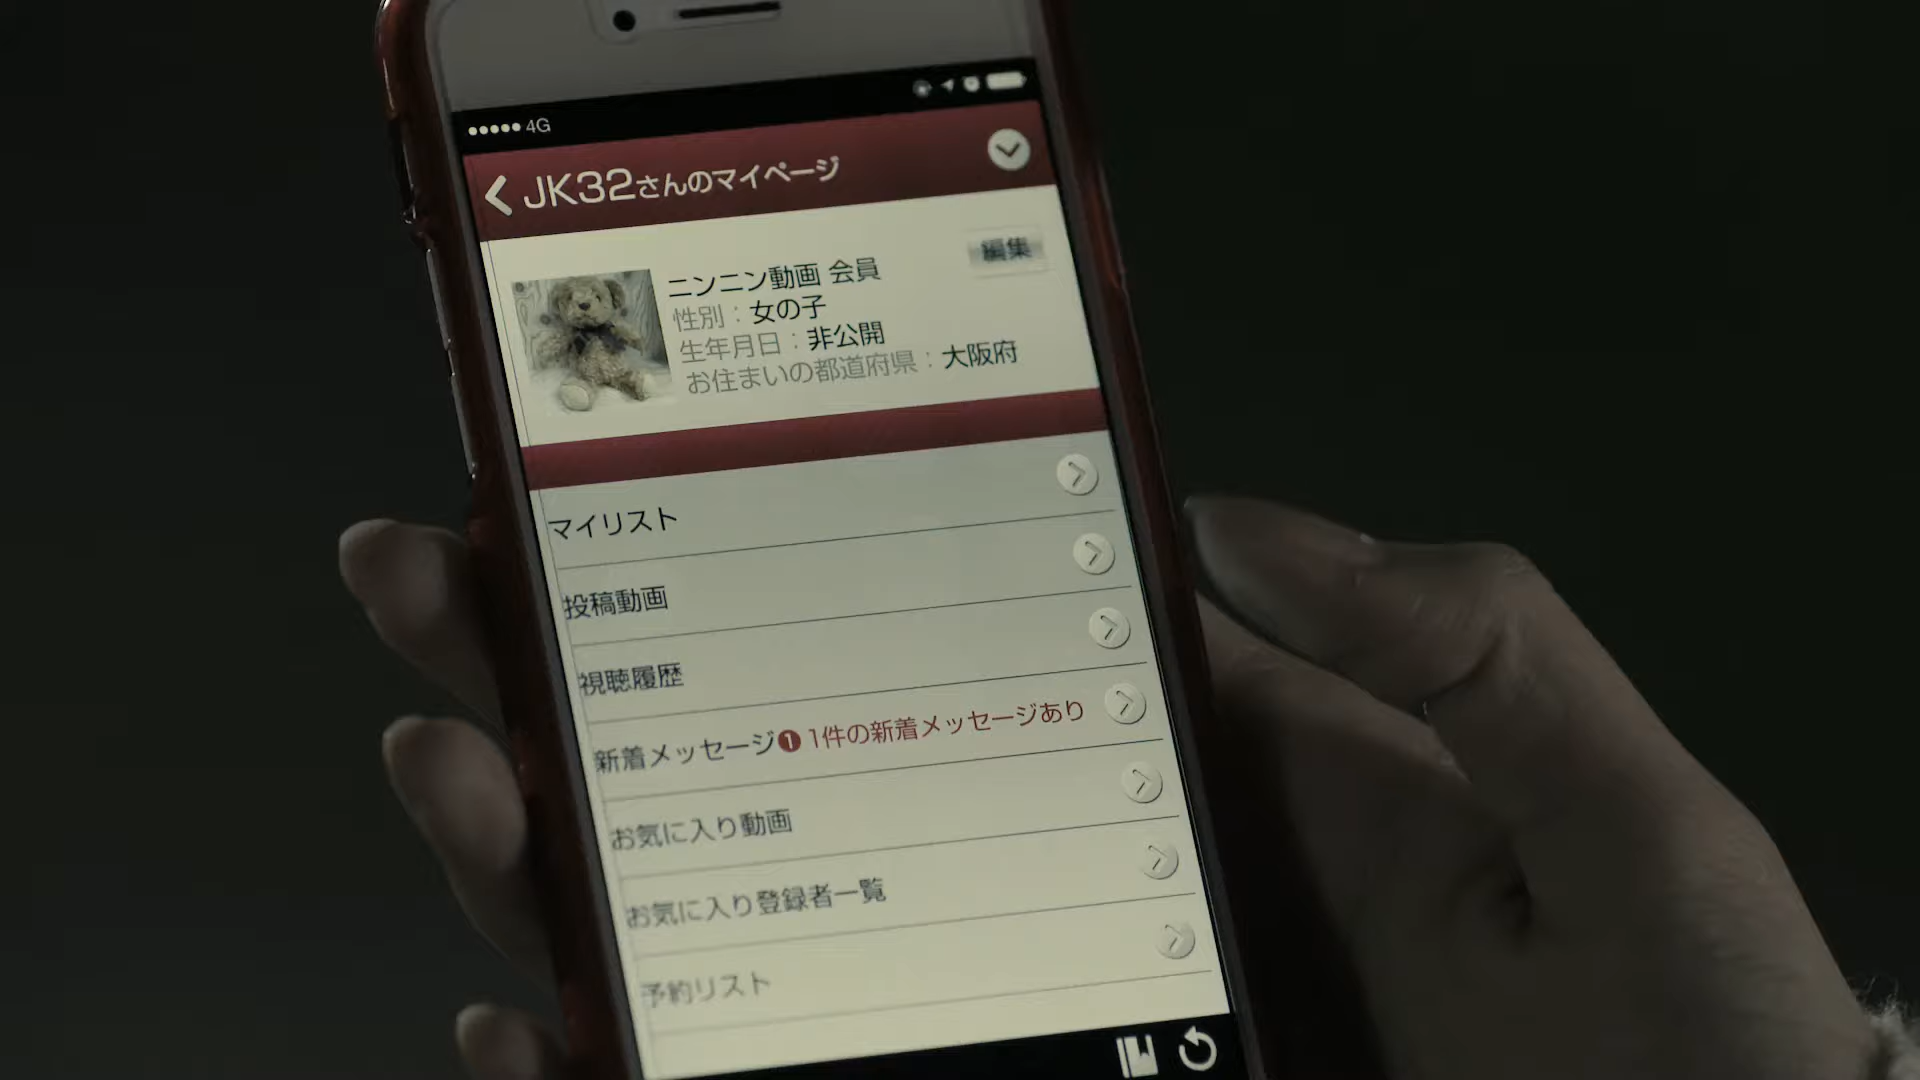 4G
JK32さんのマイページ
編集
ニンニン動画 会員
性別：女の子
生年月日：非公開
お住まいの都道府県：大阪府
マイリスト
投稿動画
視聴履歴
新着メッセージ❶ 1件の新着メッセージあり
お気に入り動画
お気に入り登録者一覧
予約リスト